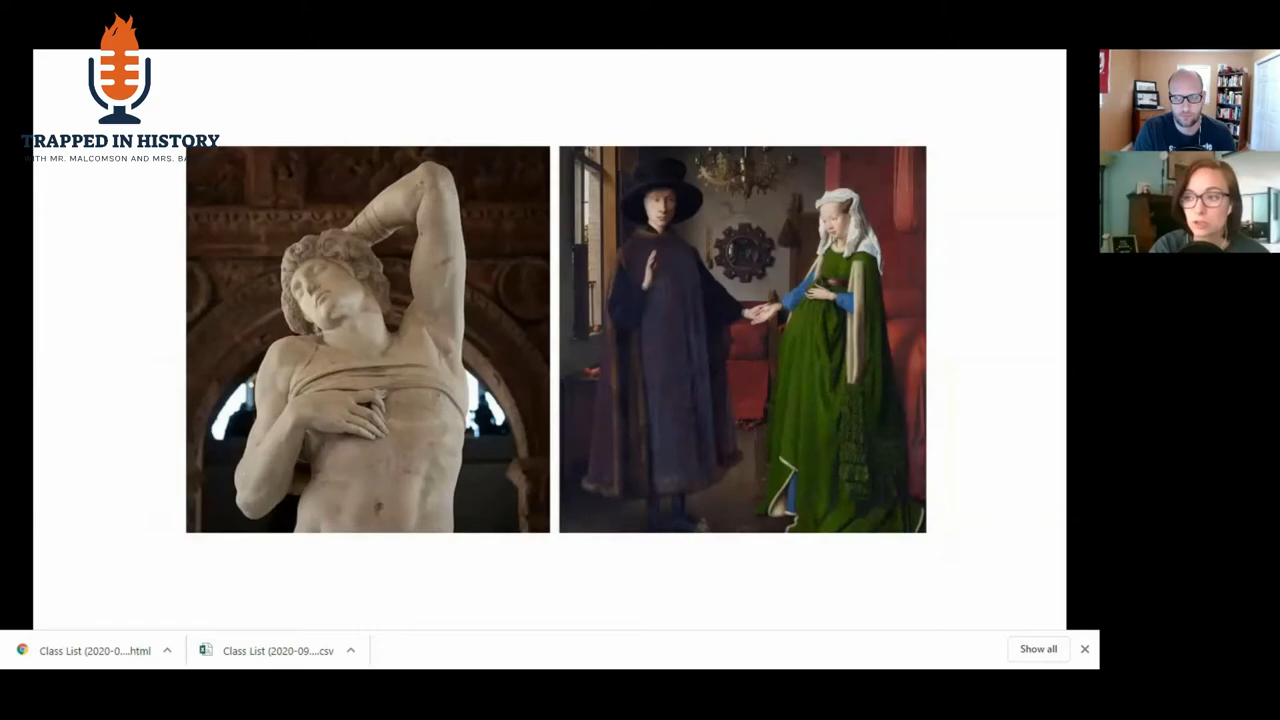 TRAPPED IN HISTORY
WITH MR. MALCOMSON AND MRS.
Class List (2020-0....html
Class List (2020-09....csv
Show all